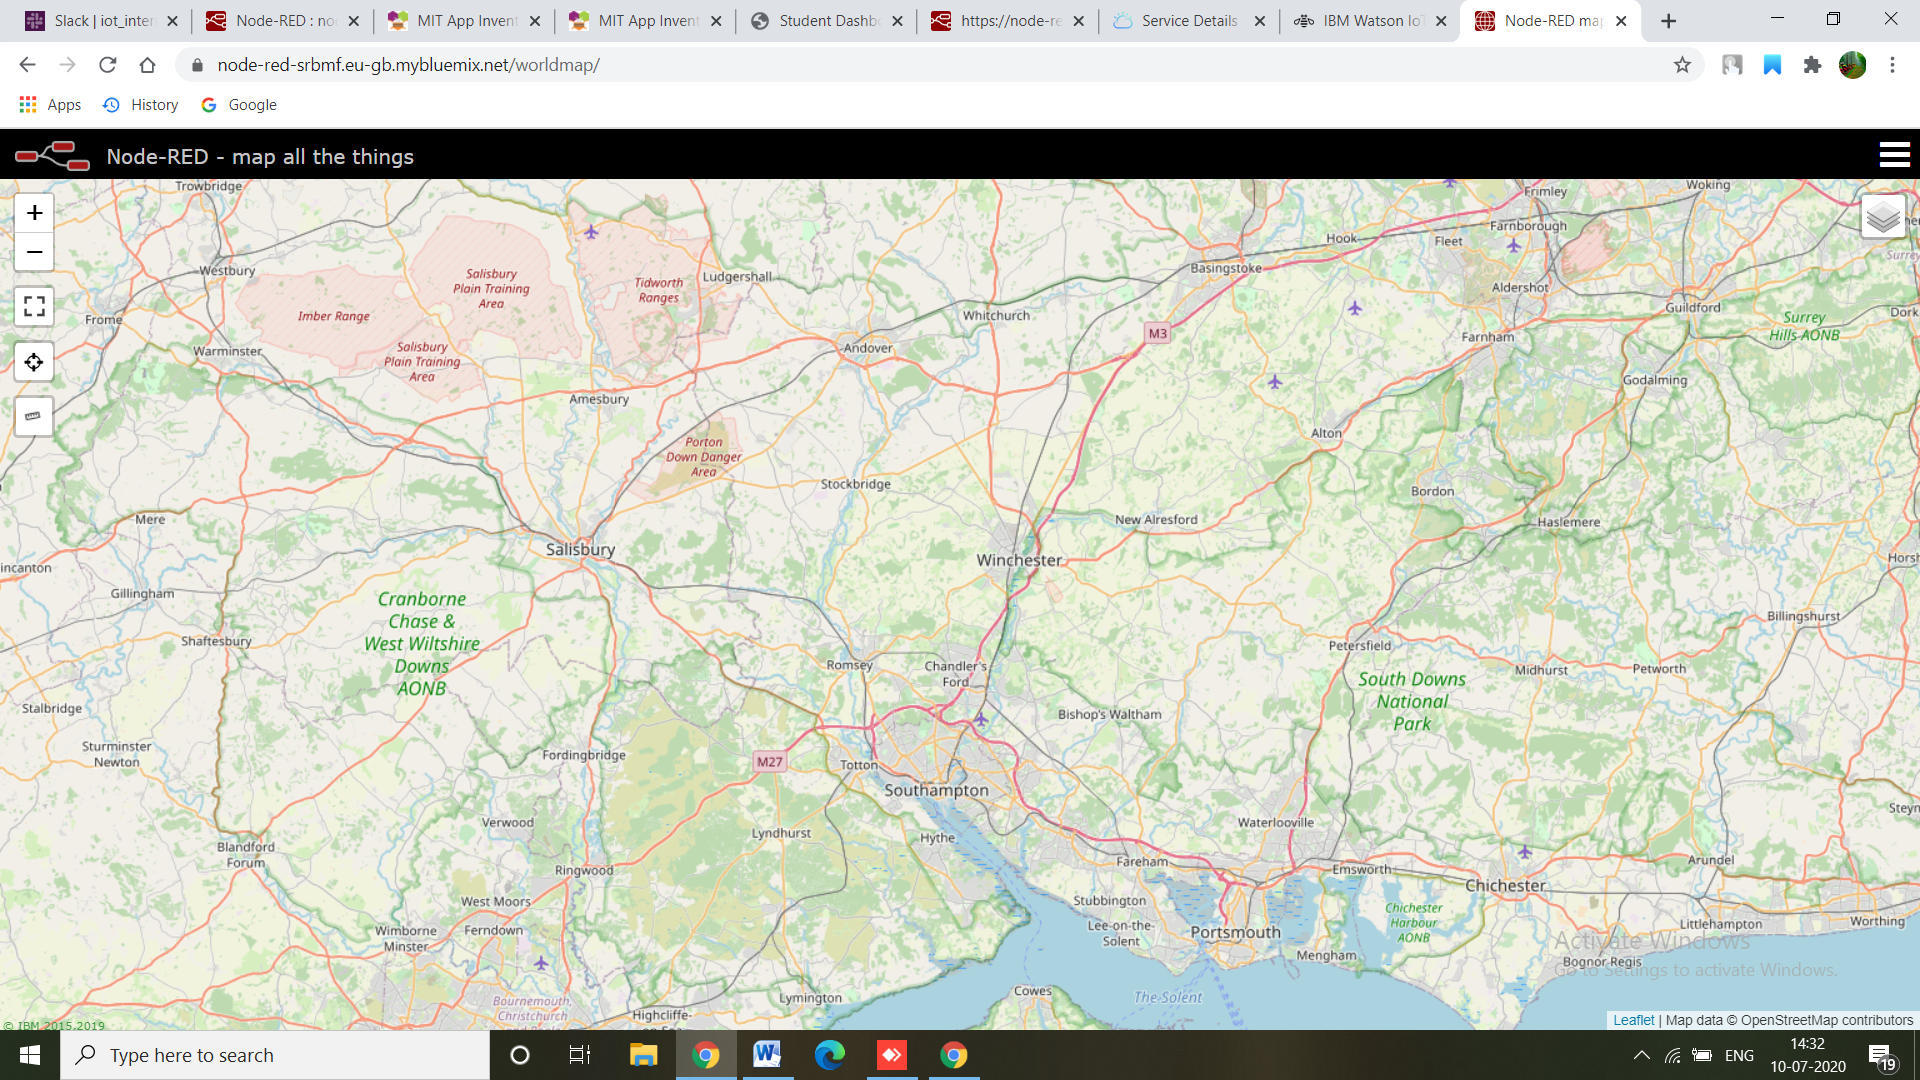 Slack | iot_inter
Node-RED : no
MIT App Invent
MIT App Invent
Student Dashb
https://node-re
Service Details
IBM Watson IoT
Node-RED map
node-red-srbmf.eu-gb.mybluemix.net/worldmap/
Apps
History
Google
Node-RED - map all the things
Trowbridge
Frimley
Woking
Farnborough
Hook
Fleet
Westbury
Salisbury
Plain Training
Area
Tidworth
Ranges
Ludgershall
Basingstoke
Surrey
Aldershot
Guildford
Dork
Frome
Imber Range
Whitchurch
Surrey
Hills AONB
M3
Farnham
Warminster
Salisbury
Plain Training
Area
Andover
Godalming
Amesbury
Alton
Porton
Down Danger
Area
Stockbridge
Bordon
Mere
New Alresford
Haslemere
Salisbury
Winchester
Horsh
incanton
Gillingham
Cranborne
Chase &
West Wiltshire
Downs
AONB
Billingshurst
Shaftesbury
Petersfield
Romsey
Chandler's
Ford
Midhurst
Petworth
South Downs
National
Park
Stalbridge
Bishop's Waltham
Sturminster
Newton
Fordingbridge
M27
Totton
Southampton
Steyn
Verwood
Lyndhurst
Hythe
Waterlooville
Blandford
Forum
Ringwood
Fareham
Emsworth
Arundel
Chichester
West Moors
Stubbington
Chichester
Harbour
AONB
Littlehampton
Worthing
Wimborne
Minster
Ferndown
Lee-on-the-
Solent
Portsmouth
Activate Windows
Mengham
Bognor Regis
Go to Settings to activate Windows.
Bournemouth,
Christchurch
Lymington
Cowes
The Solent
Highcliffe-
© IBM 2015,2019
Leaflet | Map data © OpenStreetMap contributors
Type here to search
ENG
14:32
10-07-2020
19